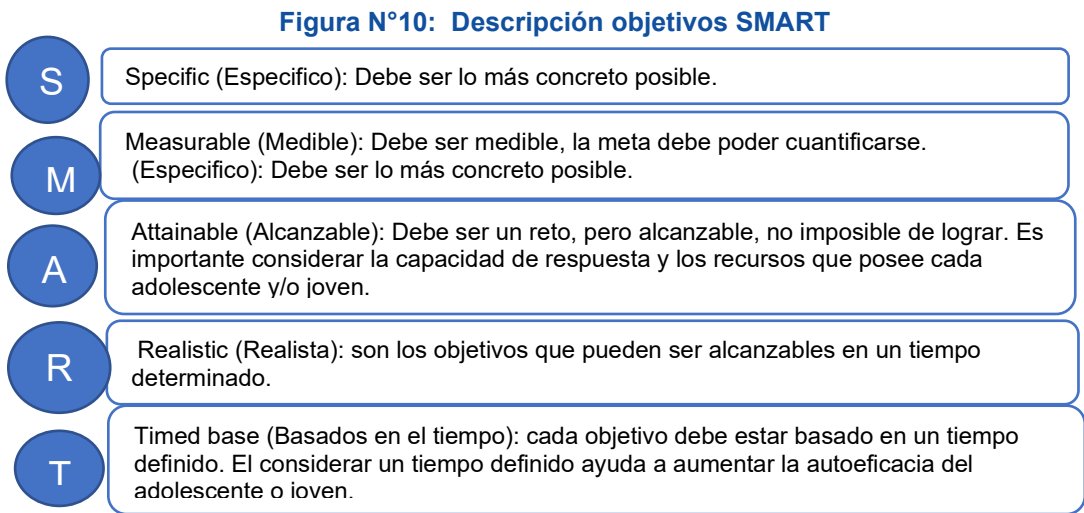 Figura N°10: Descripción objetivos SMART
S
Specific (Especifico): Debe ser lo más concreto posible.
M
Measurable (Medible): Debe ser medible, la meta debe poder cuantificarse.
(Especifico): Debe ser lo más concreto posible.
A
Attainable (Alcanzable): Debe ser un reto, pero alcanzable, no imposible de lograr. Es
importante considerar la capacidad de respuesta y los recursos que posee cada
adolescente y/o joven.
R
Realistic (Realista): son los objetivos que pueden ser alcanzables en un tiempo
determinado.
T
Timed base (Basados en el tiempo): cada objetivo debe estar basado en un tiempo
definido. El considerar un tiempo definido ayuda a aumentar la autoeficacia del
adolescente o joven.